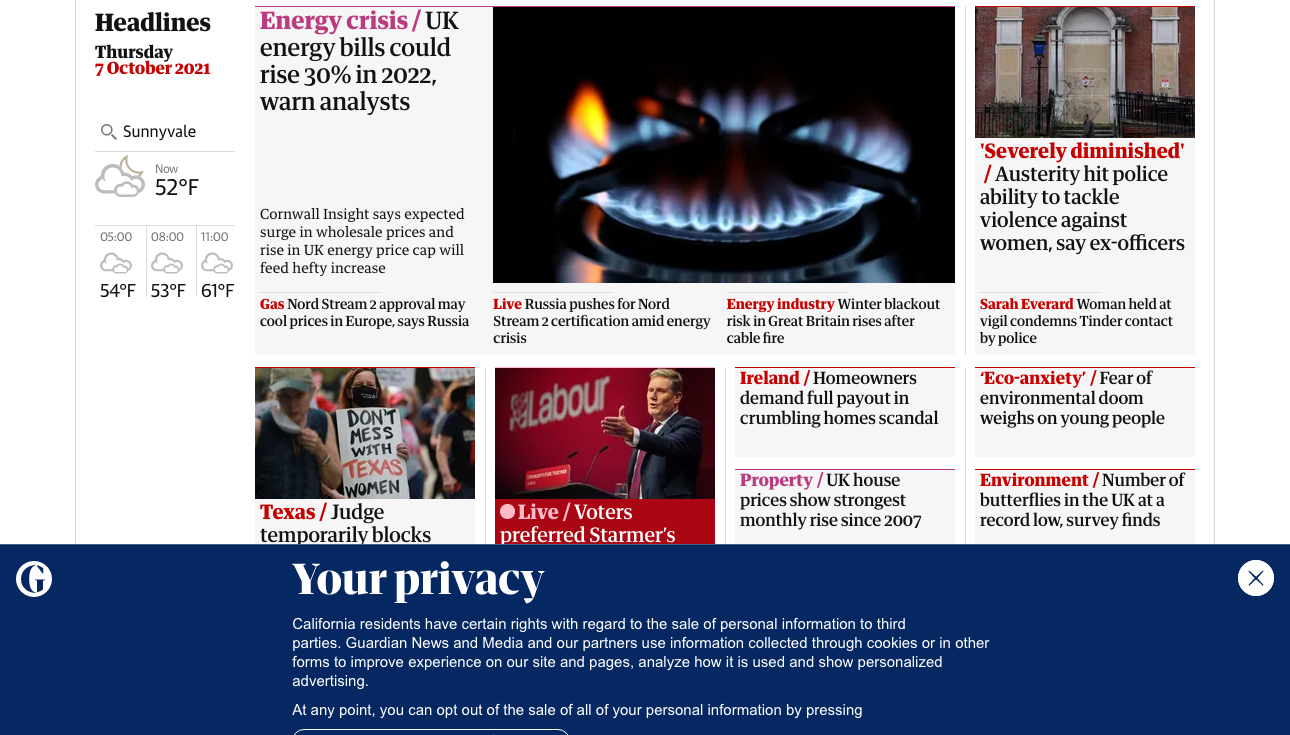 Headlines
Thursday
7 October 2021
Sunnyvale
Now
52°F
05:00
08:00
11:00
54°F
53°F
61°F
Energy crisis / UK
energy bills could
rise 30% in 2022,
warn analysts
Cornwall Insight says expected
surge in wholesale prices and
rise in UK energy price cap will
feed hefty increase
Gas Nord Stream 2 approval may
cool prices in Europe, says Russia
Live Russia pushes for Nord
Stream 2 certification amid energy
crisis
Energy industry Winter blackout
risk in Great Britain rises after
cable fire
'Severely diminished'
/ Austerity hit police
ability to tackle
violence against
women, say ex-officers
Sarah Everard Woman held at
vigil condemns Tinder contact
by police
DON'T
MESS
WITH
TEXAS
WOMEN
Texas / Judge
temporarily blocks
Labour
Live / Voters
preferred Starmer’s
Ireland / Homeowners
demand full payout in
crumbling homes scandal
Property / UK house
prices show strongest
monthly rise since 2007
‘Eco-anxiety’ / Fear of
environmental doom
weighs on young people
Environment / Number of
butterflies in the UK at a
record low, survey finds
Your privacy
California residents have certain rights with regard to the sale of personal information to third
parties. Guardian News and Media and our partners use information collected through cookies or in other
forms to improve experience on our site and pages, analyze how it is used and show personalized
advertising.
At any point, you can opt out of the sale of all of your personal information by pressing